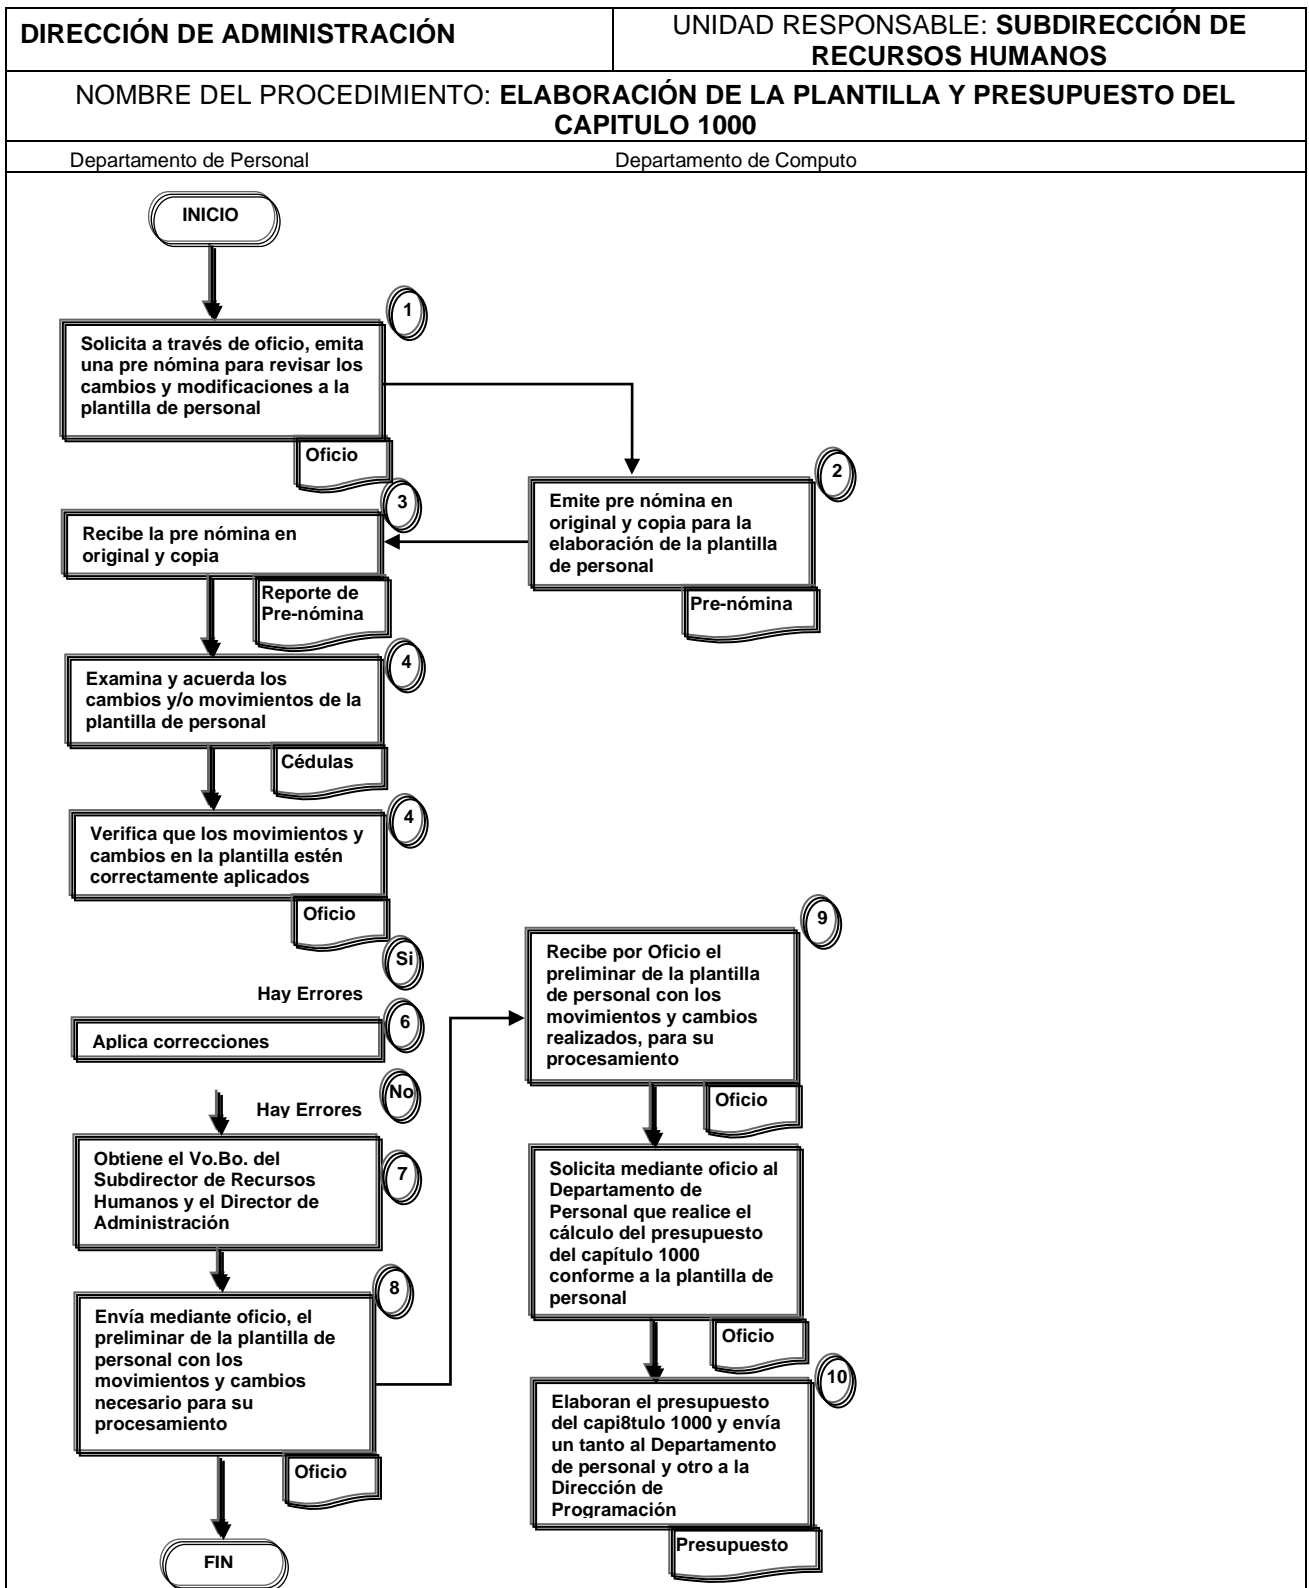 DIRECCIÓN DE ADMINISTRACIÓN
UNIDAD RESPONSABLE: SUBDIRECCIÓN DE
RECURSOS HUMANOS
NOMBRE DEL PROCEDIMIENTO: ELABORACIÓN DE LA PLANTILLA Y PRESUPUESTO DEL
CAPITULO 1000
Departamento de Personal
Departamento de Computo
INICIO
1
Solicita a través de oficio, emita
una pre nómina para revisar los
cambios y modificaciones a la
plantilla de personal
Oficio
2
Emite pre nómina en
original y copia para la
elaboración de la plantilla
de personal
Pre-nómina
3
Recibe la pre nómina en
original y copia
Reporte de
Pre-nómina
4
Examina y acuerda los
cambios y/o movimientos de la
plantilla de personal
Cédulas
4
Verifica que los movimientos y
cambios en la plantilla estén
correctamente aplicados
Oficio
Si
Hay Errores
6
Aplica correcciones
No
Hay Errores
7
Obtiene el Vo.Bo. del
Subdirector de Recursos
Humanos y el Director de
Administración
8
Envía mediante oficio, el
preliminar de la plantilla de
personal con los
movimientos y cambios
necesario para su
procesamiento
Oficio
FIN
9
Recibe por Oficio el
preliminar de la plantilla
de personal con los
movimientos y cambios
realizados, para su
procesamiento
Oficio
Solicita mediante oficio al
Departamento de
Personal que realice el
cálculo del presupuesto
del capítulo 1000
conforme a la plantilla de
personal
Oficio
10
Elaboran el presupuesto
del capi8tulo 1000 y envía
un tanto al Departamento
de personal y otro a la
Dirección de
Programación
Presupuesto